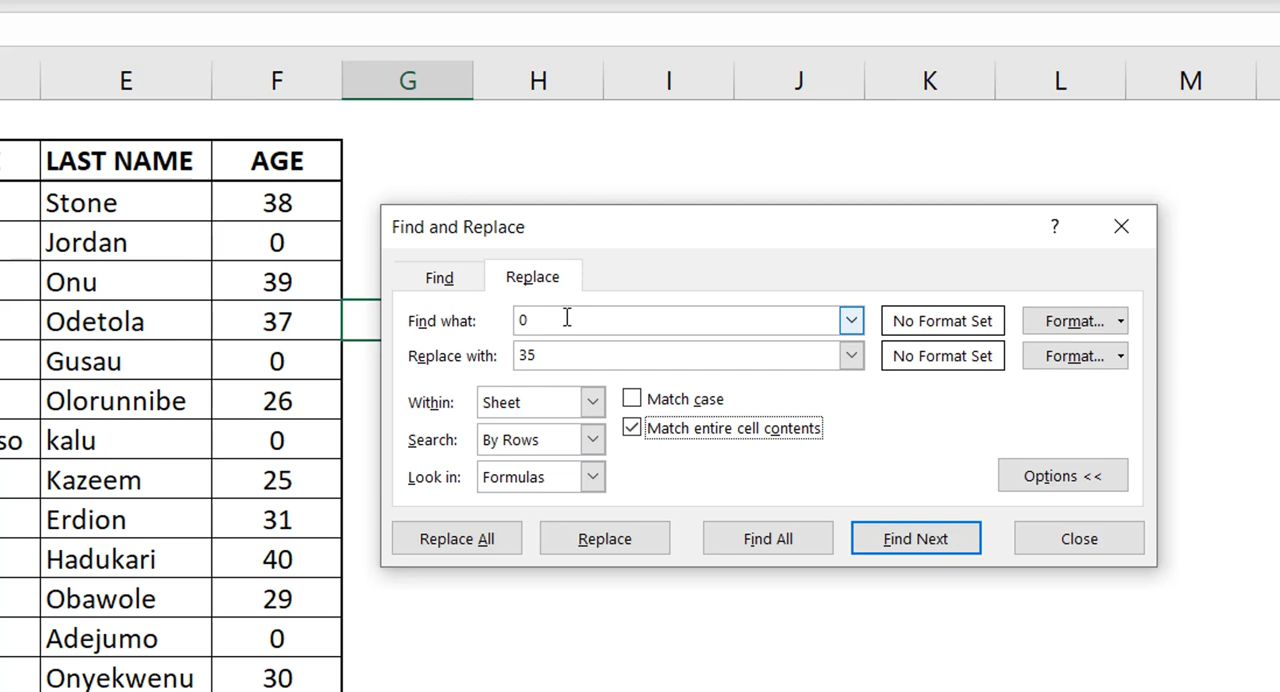 E F G H I J K L M
LAST NAME AGE
Stone 38
Jordan 0
Onu 39
Odetola 37
Gusau 0
Olorunnibe 26
so kalu 0
Kazeem 25
Erdion 31
Hadukari 40
Obawole 29
Adejumo 0
Onyekwenu 30
Find and Replace ?
Find Replace
Find what: 0 No Format Set Format...
Replace with: 35 No Format Set Format...
Within: Sheet Match case
Match entire cell contents
Search: By Rows
Look in: Formulas Options <<
Replace All Replace Find All Find Next Close